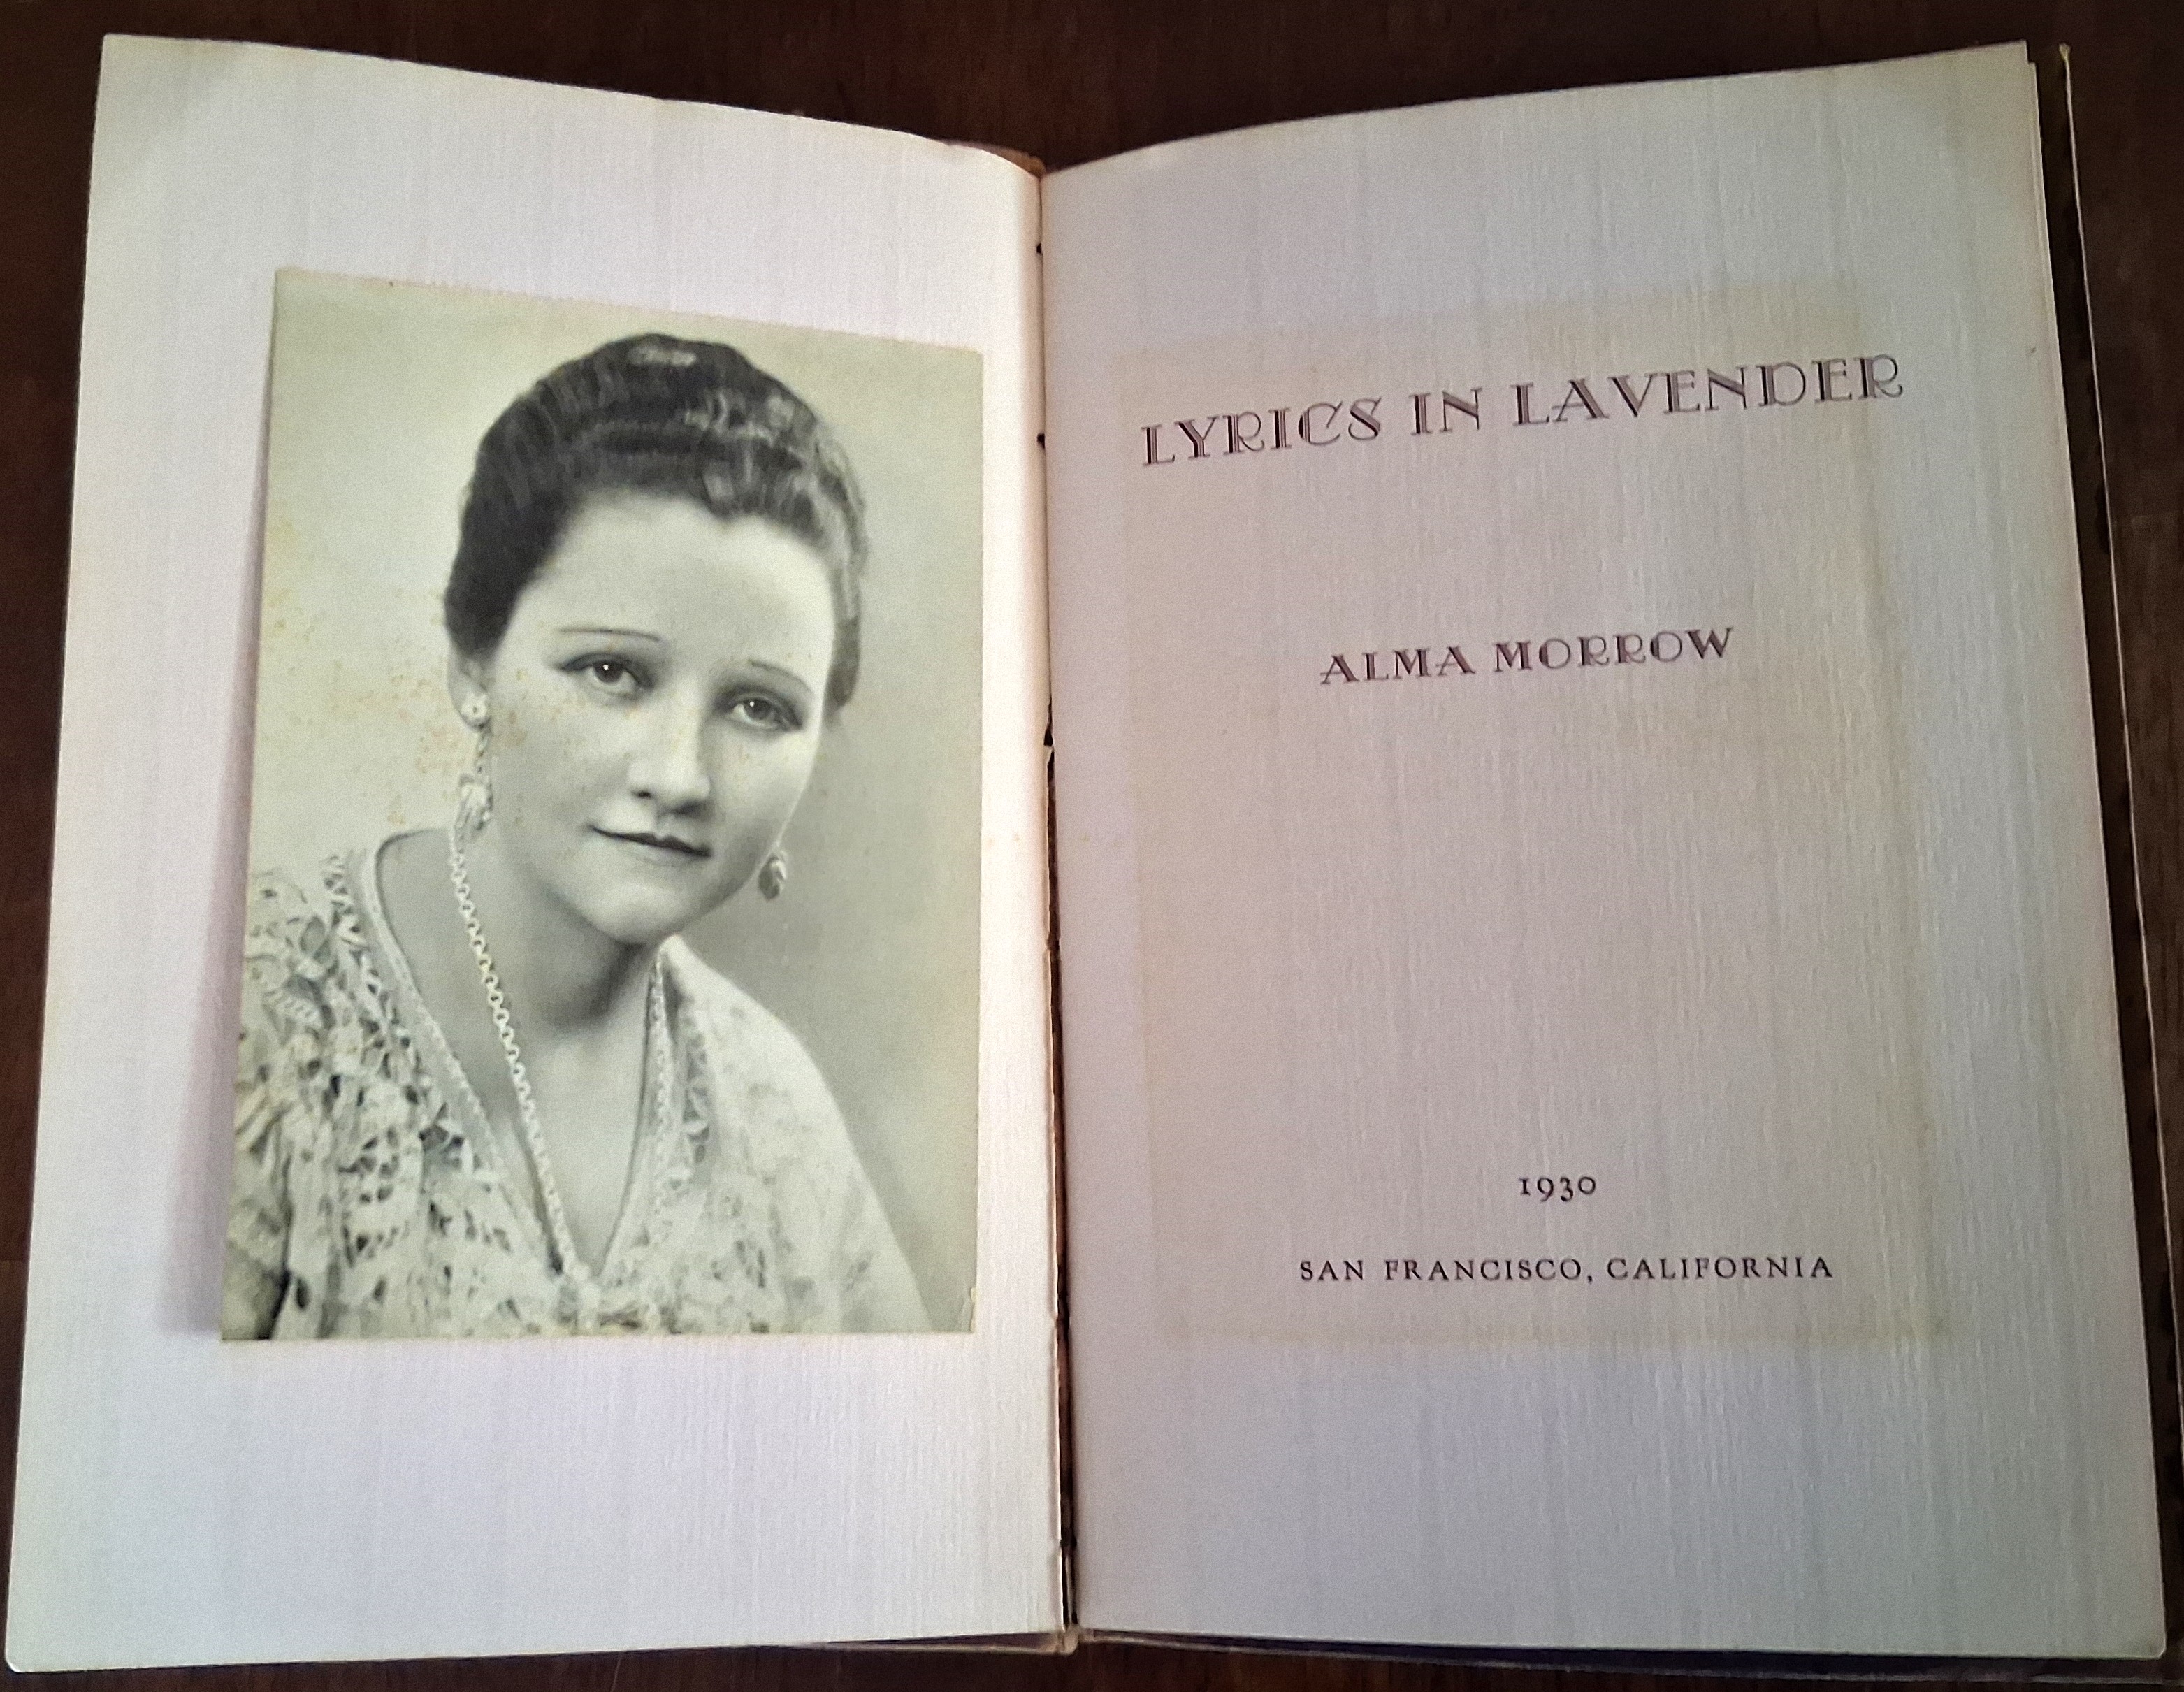 LYRICS IN LAVENDER
ALMA MORROW
1930
SAN FRANCISCO, CALIFORNIA